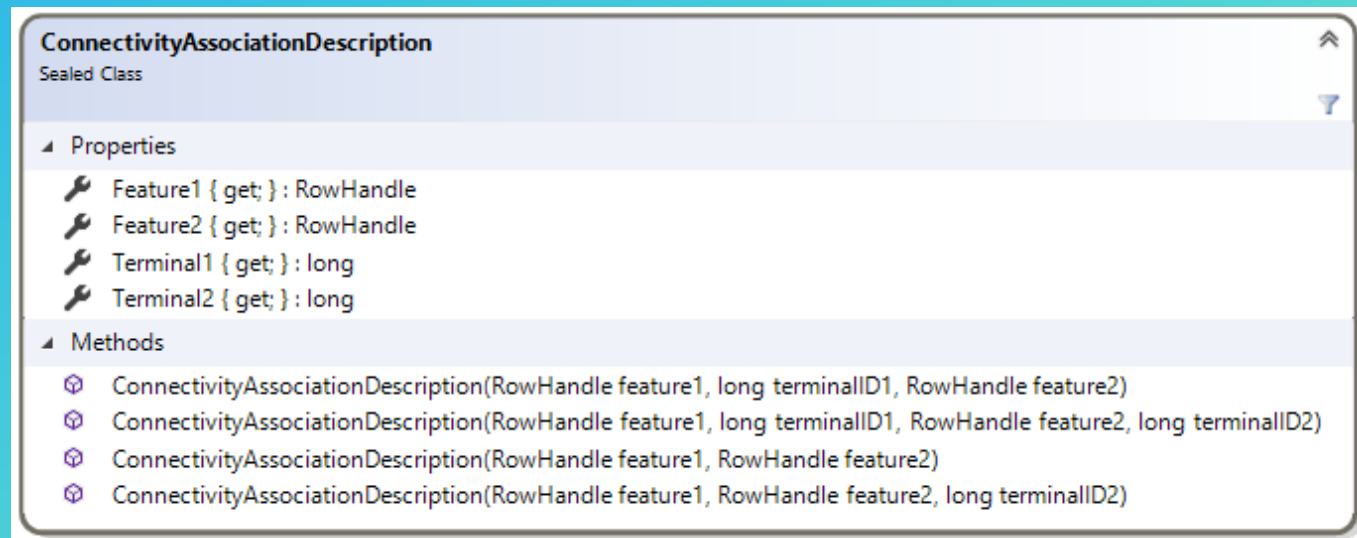 ConnectivityAssociationDescription
Sealed Class
Properties
Feature1 { get; } : RowHandle
Feature2 { get; } : RowHandle
Terminal1 { get; } : long
Terminal2 { get; } : long
Methods
ConnectivityAssociationDescription(RowHandle feature1, long terminalID1, RowHandle feature2)
ConnectivityAssociationDescription(RowHandle feature1, long terminalID1, RowHandle feature2, long terminalID2)
ConnectivityAssociationDescription(RowHandle feature1, RowHandle feature2)
ConnectivityAssociationDescription(RowHandle feature1, RowHandle feature2, long terminalID2)